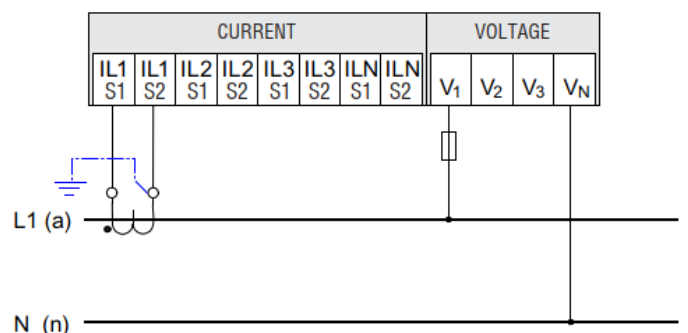 CURRENT VOLTAGE
IL1 IL1 IL2 IL2 IL3 IL3 ILN ILN V1 V2 V3 VN
S1 S2 S1 S2 S1 S2 S1 S2
L1 (a)
N (n)